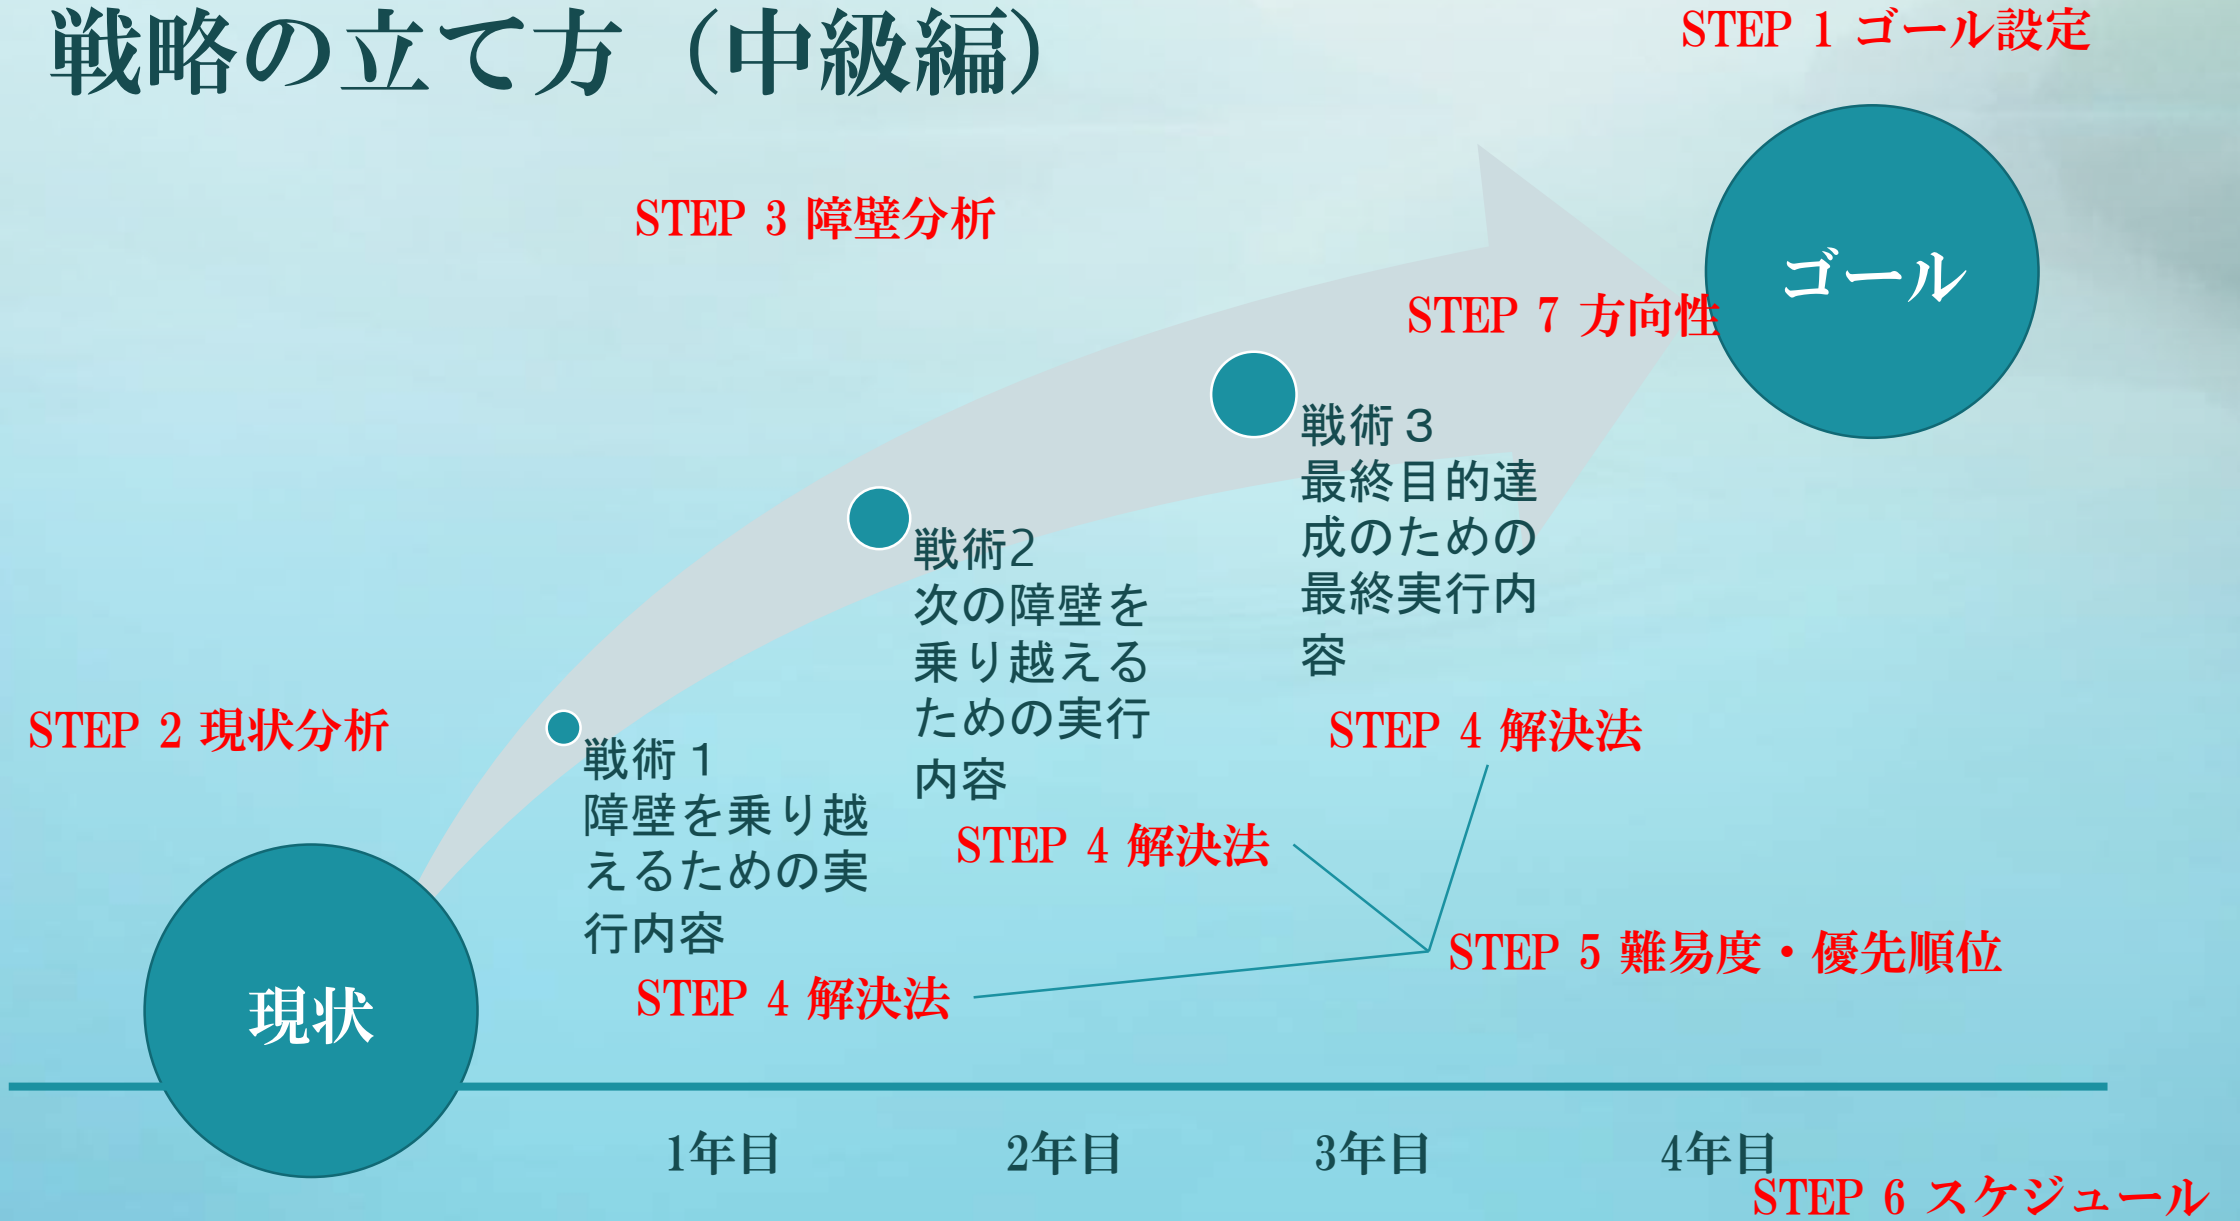 戦略の立て方（中級編）
STEP 1 ゴール設定
STEP 3 障壁分析
ゴール
STEP 7 方向性
戦術３
最終目的達
成のための
最終実行内
容
戦術2
次の障壁を
乗り越える
ための実行
内容
STEP 2 現状分析
戦術１
障壁を乗り越
えるための実
行内容
STEP 4 解決法
STEP 4 解決法
STEP 4 解決法
STEP 5 難易度・優先順位
現状
1年目
2年目
3年目
4年目
STEP 6 スケジュール